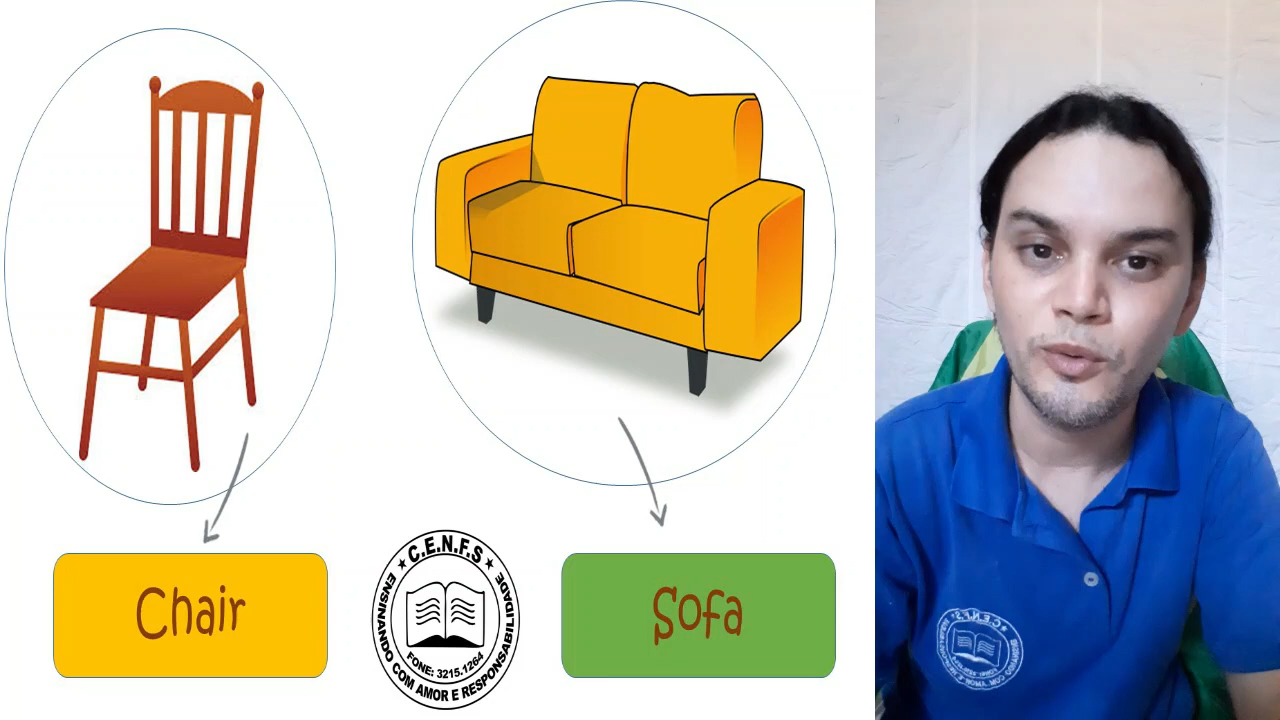 Chair
Sofa
★ C.E.N.F.S ★
ENSINANDO COM AMOR E RESPONSABILIDADE
FONE: 3215.1264
C.E.N.F.S